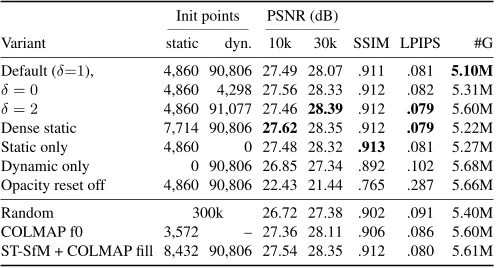 Init points PSNR (dB)
Variant static dyn. 10k 30k SSIM LPIPS #G
Default (δ=1), 4,860 90,806 27.49 28.07 .911 .081 5.10M
δ = 0 4,860 4,298 27.56 28.33 .912 .082 5.31M
δ = 2 4,860 91,077 27.46 28.39 .912 .079 5.60M
Dense static 7,714 90,806 27.62 28.35 .912 .079 5.22M
Static only 4,860 0 27.48 28.32 .913 .081 5.27M
Dynamic only 0 90,806 26.85 27.34 .892 .102 5.68M
Opacity reset off 4,860 90,806 22.43 21.44 .765 .287 5.66M
Random 300k 26.72 27.38 .902 .091 5.40M
COLMAP f0 3,572 – 27.36 28.11 .906 .086 5.60M
ST-SfM + COLMAP fill 8,432 90,806 27.54 28.35 .912 .080 5.61M